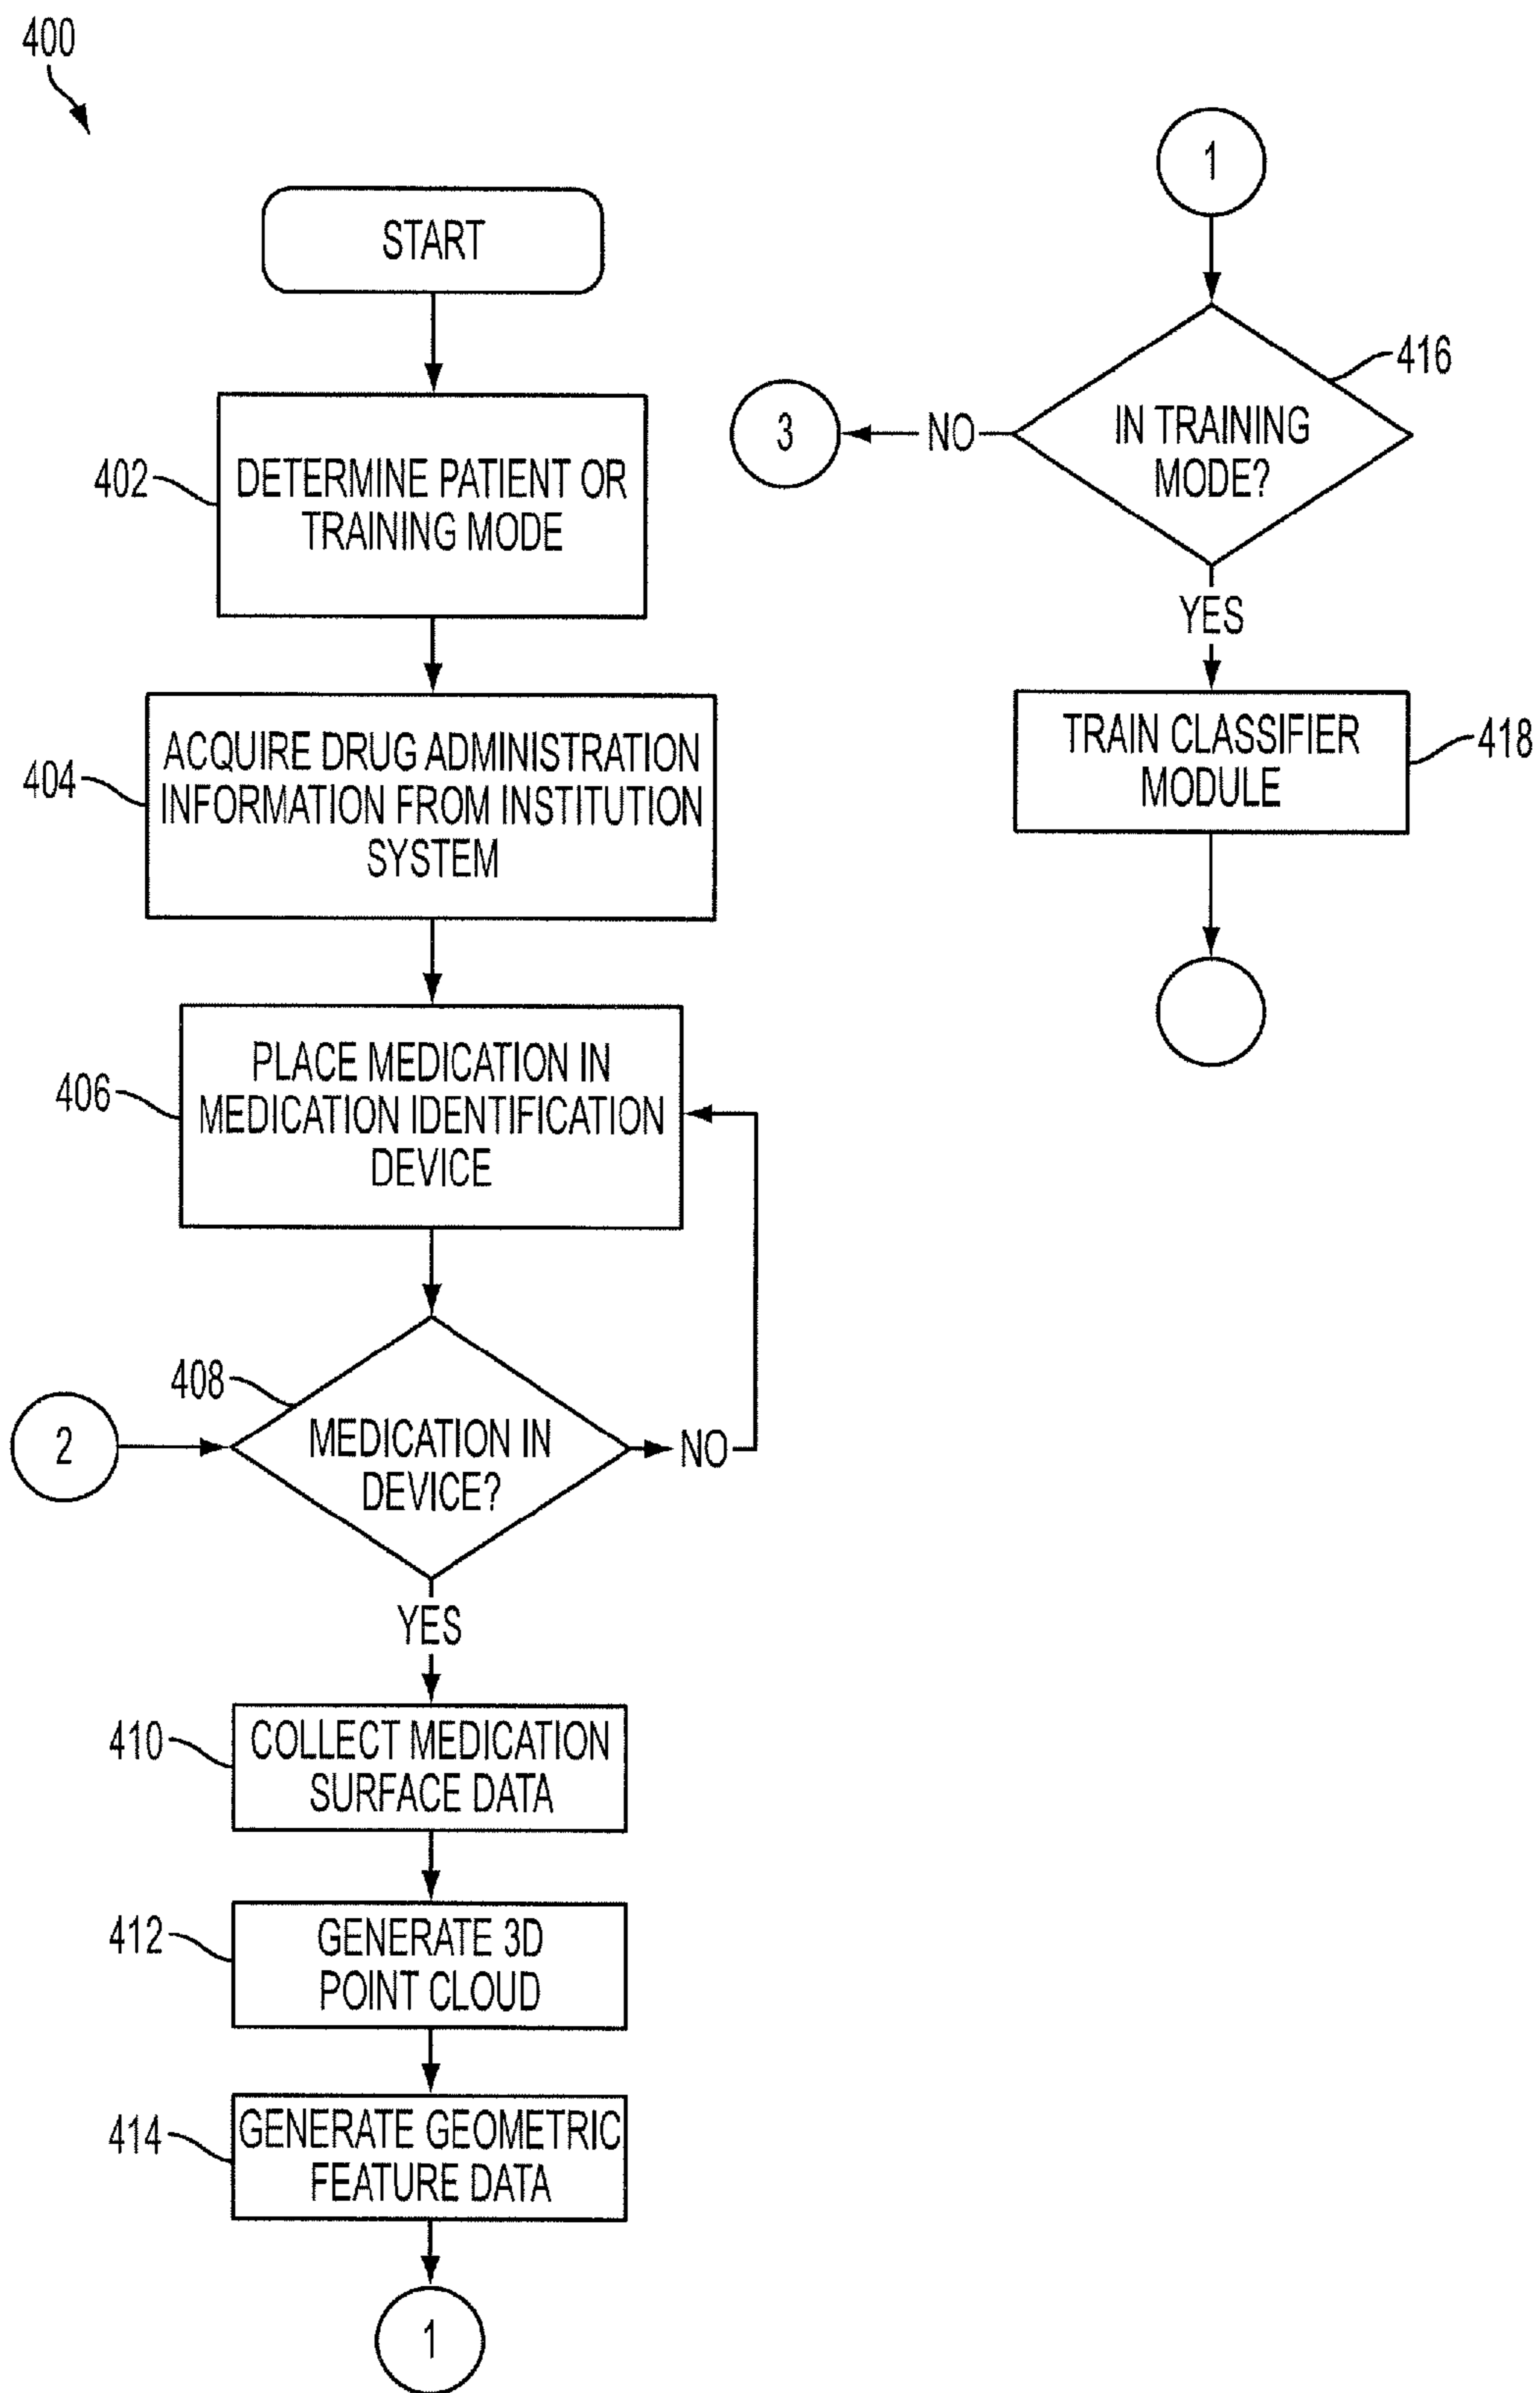 400
START
402
DETERMINE PATIENT OR
TRAINING MODE
404
ACQUIRE DRUG ADMINISTRATION
INFORMATION FROM INSTITUTION
SYSTEM
406
PLACE MEDICATION IN
MEDICATION IDENTIFICATION
DEVICE
408
2
MEDICATION IN
DEVICE?
NO
YES
410
COLLECT MEDICATION
SURFACE DATA
412
GENERATE 3D
POINT CLOUD
414
GENERATE GEOMETRIC
FEATURE DATA
1
1
416
IN TRAINING
MODE?
NO
3
YES
TRAIN CLASSIFIER
MODULE
418